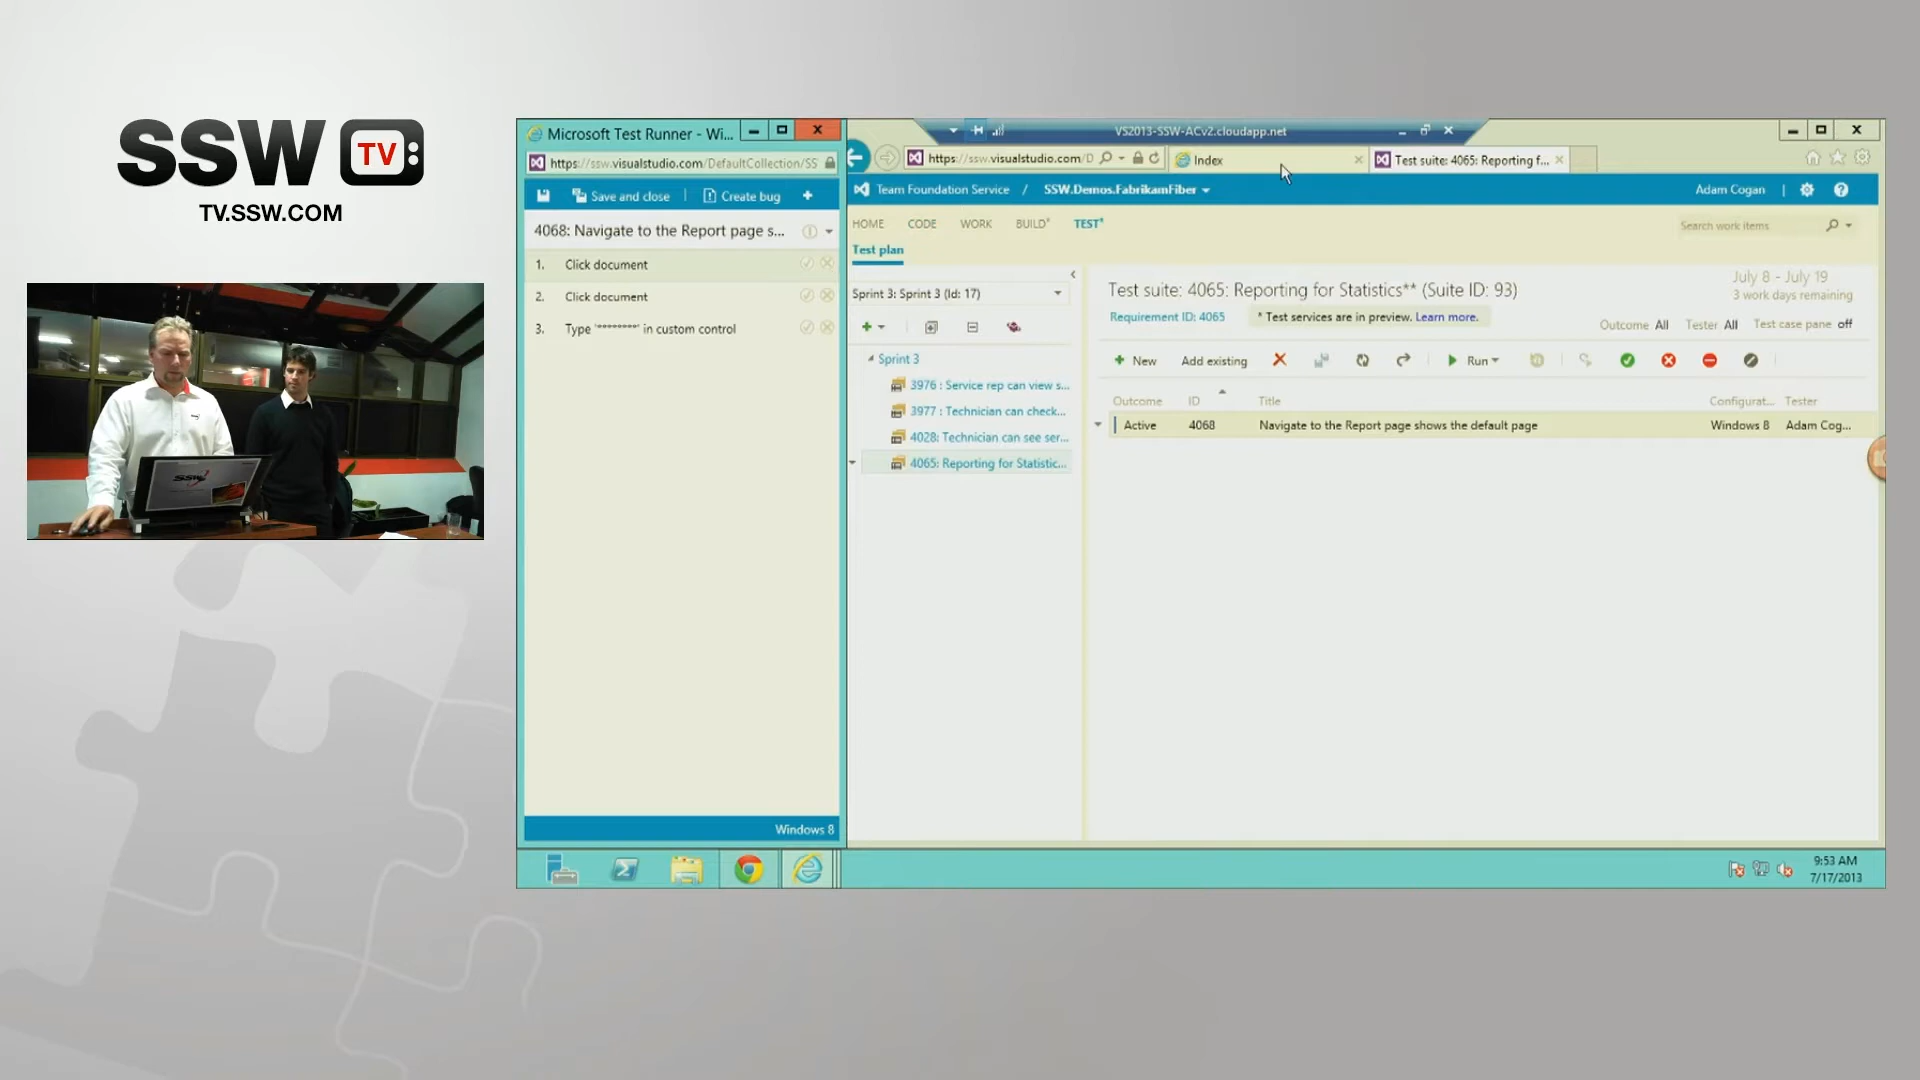 SSW TV:
TV.SSW.COM
Microsoft Test Runner - Wi...
https://ssw.visualstudio.com/DefaultCollection/SS
Save and close
Create bug
4068: Navigate to the Report page s...
1. Click document
2. Click document
3. Type '********' in custom control
Windows 8
VS2013-SSW-ACv2.cloudapp.net
https://ssw.visualstudio.com/D
Index
Test suite: 4065: Reporting f...
Team Foundation Service / SSW.Demos.FabrikamFiber
Adam Cogan
HOME CODE WORK BUILD* TEST*
Search work items
Test plan
Sprint 3: Sprint 3 (Id: 17)
Sprint 3
3976 : Service rep can view s...
3977 : Technician can check...
4028: Technician can see ser...
4065: Reporting for Statistic...
Test suite: 4065: Reporting for Statistics** (Suite ID: 93)
July 8 - July 19
3 work days remaining
Requirement ID: 4065
* Test services are in preview. Learn more.
Outcome All Tester All Test case pane off
New Add existing Run
Outcome ID Title Configurat... Tester
Active 4068 Navigate to the Report page shows the default page Windows 8 Adam Cog...
9:53 AM
7/17/2013
SSW